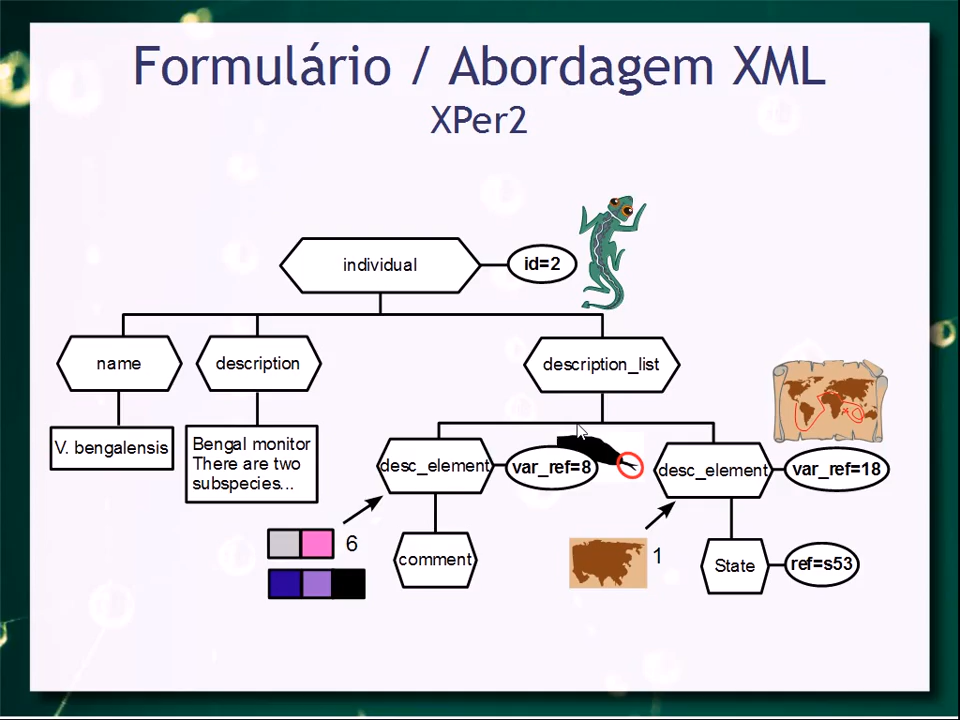 Formulário / Abordagem XML
XPer2
individual
id=2
name
description
description_list
V. bengalensis
Bengal monitor
There are two
subspecies...
desc_element
var_ref=8
desc_element
var_ref=18
6
comment
1
State
ref=s53